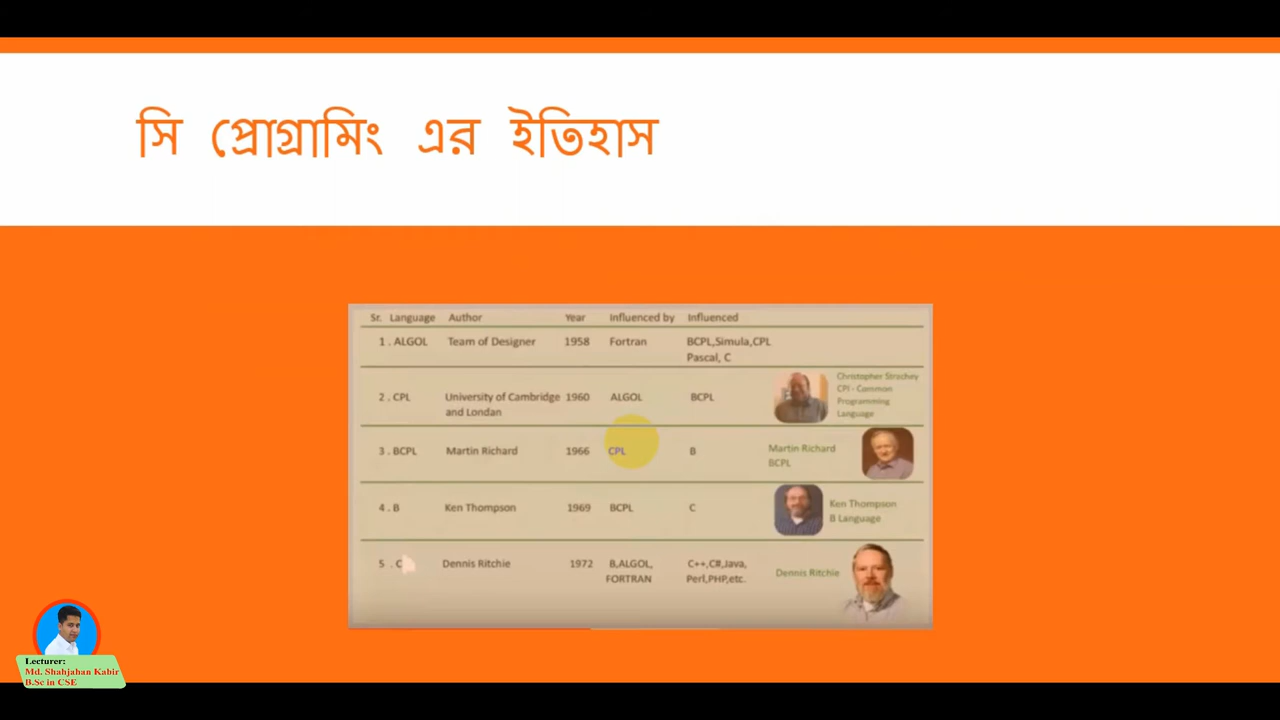 সি প্রোগ্রামিং এর ইতিহাস
Sr. Language Author Year Influenced by Influenced
1 . ALGOL Team of Designer 1958 Fortran BCPL,Simula,CPL
Pascal, C
2 . CPL University of Cambridge 1960 ALGOL BCPL
and Londan
Christopher Strachey
CPI - Common
Programming
Language
3 . BCPL Martin Richard 1966 CPL B
Martin Richard
BCPL
4 . B Ken Thompson 1969 BCPL C
Ken Thompson
B Language
5 . C Dennis Ritchie 1972 B,ALGOL, C++,C#,Java,
FORTRAN Perl,PHP,etc.
Dennis Ritchie
Lecturer:
Md. Shahjahan Kabir
B.Sc in CSE